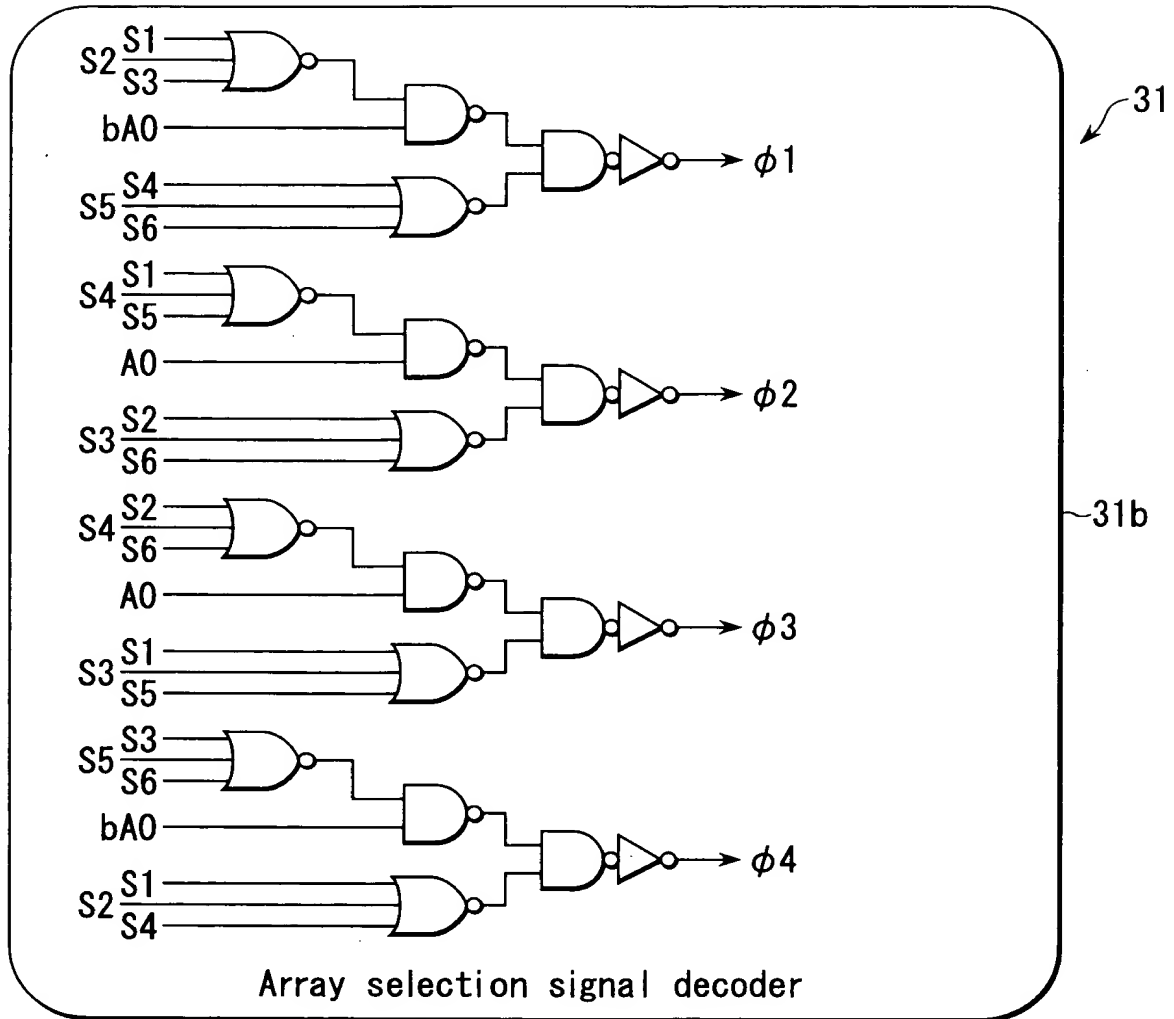 S1
S2
S3
bA0
S4
S5
S6
φ1
31
S1
S4
S5
A0
S2
S3
S6
φ2
S2
S4
S6
A0
S1
S3
S5
φ3
31b
S3
S5
S6
bA0
S1
S2
S4
φ4
Array selection signal decoder